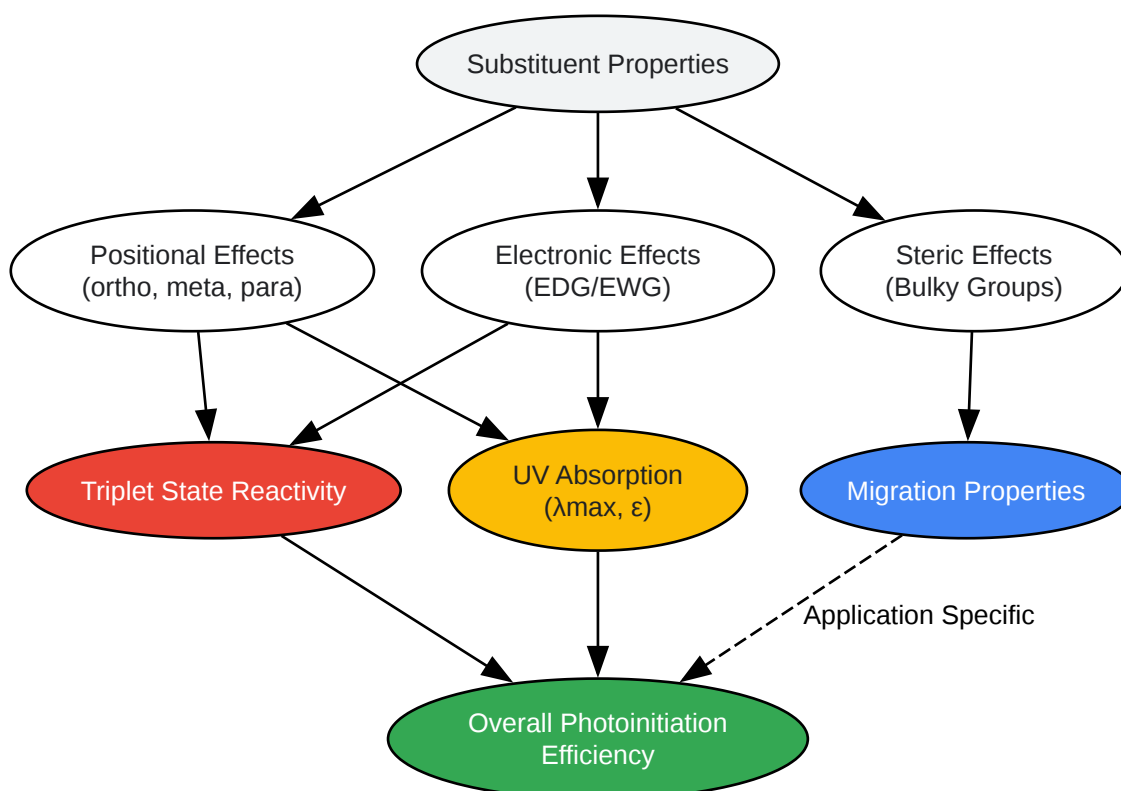 Substituent Properties
Positional Effects
(ortho, meta, para)
Electronic Effects
(EDG/EWG)
Steric Effects
(Bulky Groups)
Triplet State Reactivity
UV Absorption
(λmax, ε)
Migration Properties
Application Specific
Overall Photoinitiation
Efficiency